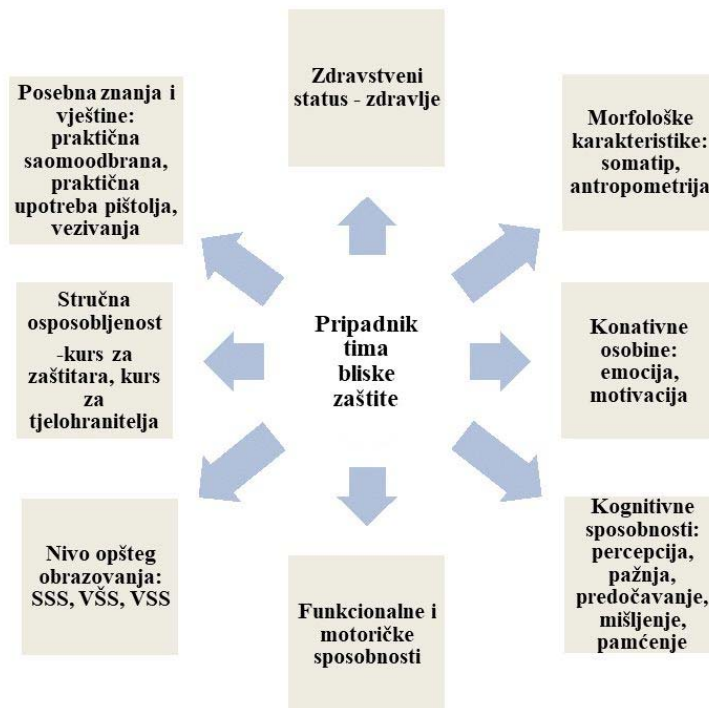 Zdravstveni
status - zdravlje
Posebna znanja i
vještine:
praktična
saomoodbrana,
praktična
upotreba pištolja,
vezivanja
Morfološke
karakteristike:
somatip,
antropometrija
Stručna
osposobljenost
-kurs za
zaštitara, kurs
za
tjelohranitelja
Pripadnik
tima
bliske
zaštite
Konativne
osobine:
emocija,
motivacija
Nivo opšteg
obrazovanja:
SSS, VŠS, VSS
Funkcionalne i
motoričke
sposobnosti
Kognitivne
sposobnosti:
percepcija,
pažnja,
predočavanje,
mišljenje,
pamćenje